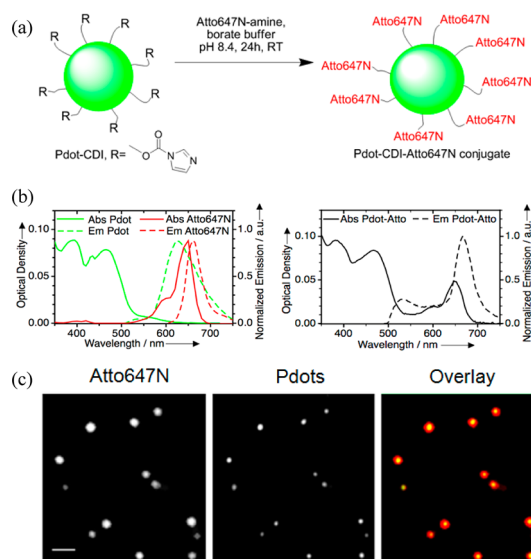 (a)
Atto647N-amine,
borate buffer
pH 8.4, 24h, RT
R
R
R
R
R
R
R
R
Pdot-CDI, R=
O
O
N
N
Atto647N
Atto647N
Atto647N
Atto647N
Atto647N
Atto647N
Atto647N
Atto647N
Pdot-CDI-Atto647N conjugate
(b)
Abs Pdot
Abs Atto647N
Em Pdot
Em Atto647N
0.10
0.05
0.00
Optical Density
1.0
0.5
0.0
Normalized Emission / a.u.
400 500 600 700
Wavelength / nm
Abs Pdot-Atto
Em Pdot-Atto
0.10
0.05
0.00
Optical Density
1.0
0.5
0.0
Normalized Emission / a.u.
400 500 600 700
Wavelength / nm
(c)
Atto647N
Pdots
Overlay